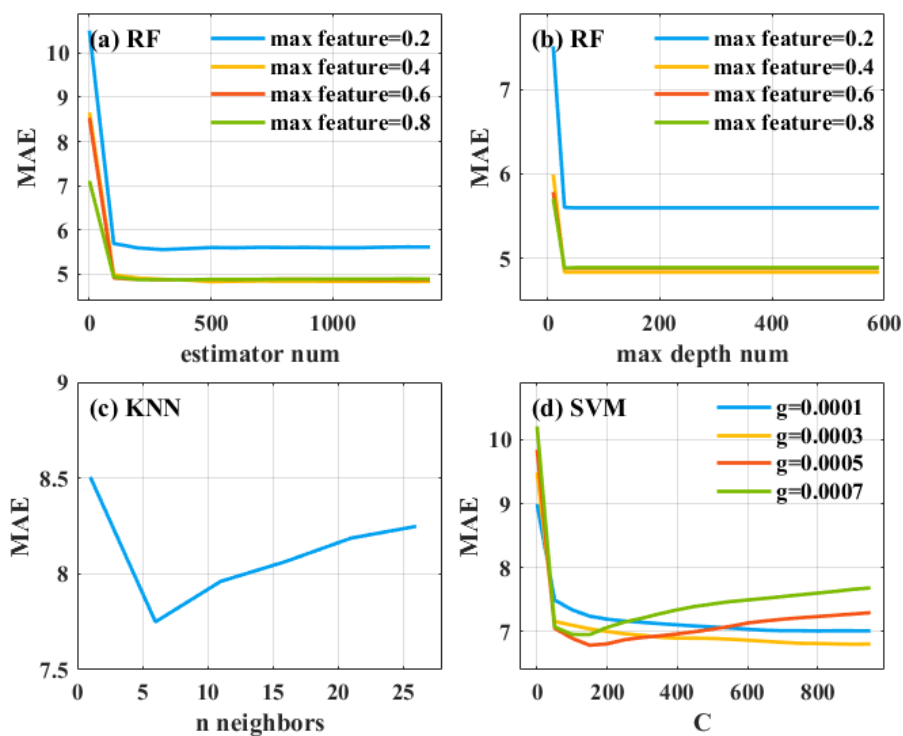 (a) RF
max feature=0.2
max feature=0.4
max feature=0.6
max feature=0.8
MAE
10
9
8
7
6
5
0
500
1000
estimator num
(b) RF
max feature=0.2
max feature=0.4
max feature=0.6
max feature=0.8
MAE
7
6
5
0
200
400
600
max depth num
(c) KNN
MAE
9
8.5
8
7.5
0
5
10
15
20
25
n neighbors
(d) SVM
g=0.0001
g=0.0003
g=0.0005
g=0.0007
MAE
10
9
8
7
0
200
400
600
800
C